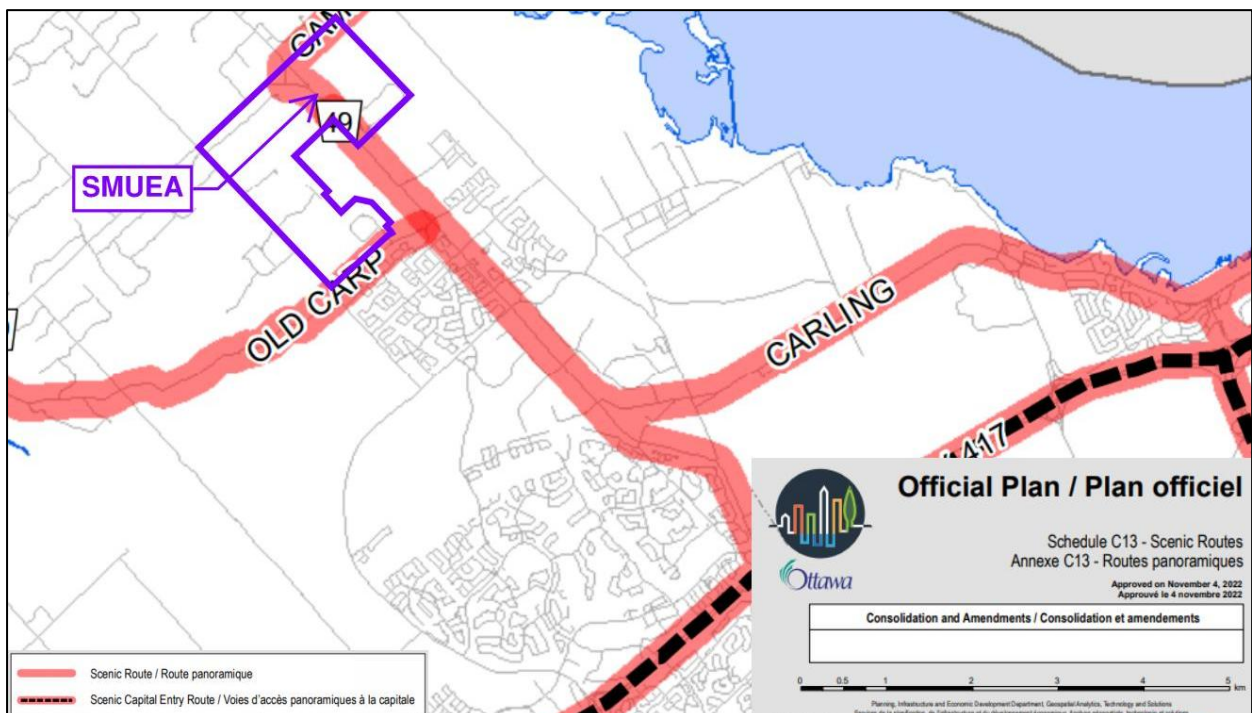 CAM
49
SMUEA
OLD CARP
CARLING
417
Official Plan / Plan officiel
Schedule C13 - Scenic Routes
Annexe C13 - Routes panoramiques
Approved on November 4, 2022
Approuvé le 4 novembre 2022
Ottawa
Consolidation and Amendments / Consolidation et amendements
Scenic Route / Route panoramique
Scenic Capital Entry Route / Voies d'accès panoramiques à la capitale
0 0.5 1 2 3 4 5
km
Planning, Infrastructure and Economic Development Department, Geospatial Analytics, Technology and Solutions